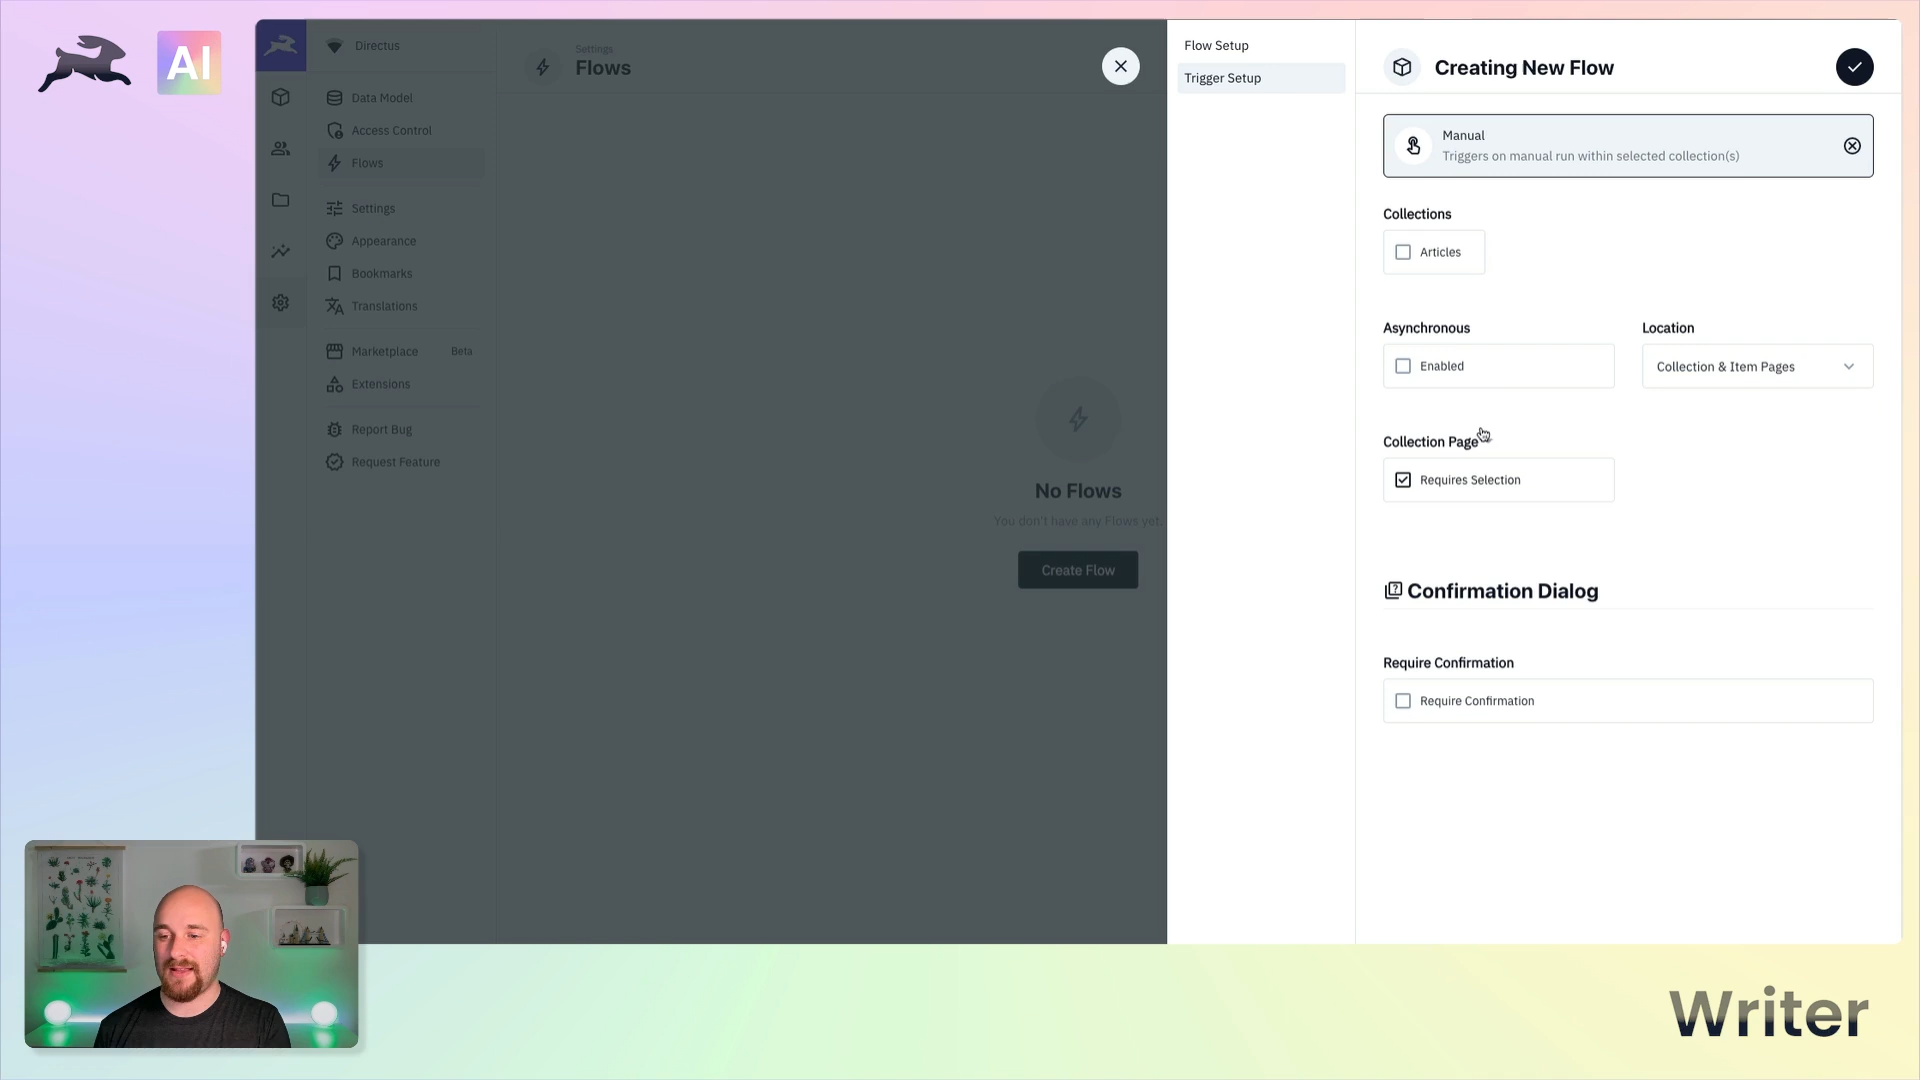 AI
Directus
Data Model
Access Control
Flows
Settings
Appearance
Bookmarks
Translations
Marketplace Beta
Extensions
Report Bug
Request Feature
Settings
Flows
No Flows
You don't have any Flows yet.
Create Flow
Flow Setup
Trigger Setup
Creating New Flow
Manual
Triggers on manual run within selected collection(s)
Collections
Articles
Asynchronous
Enabled
Location
Collection & Item Pages
Collection Page
Requires Selection
Confirmation Dialog
Require Confirmation
Require Confirmation
Writer